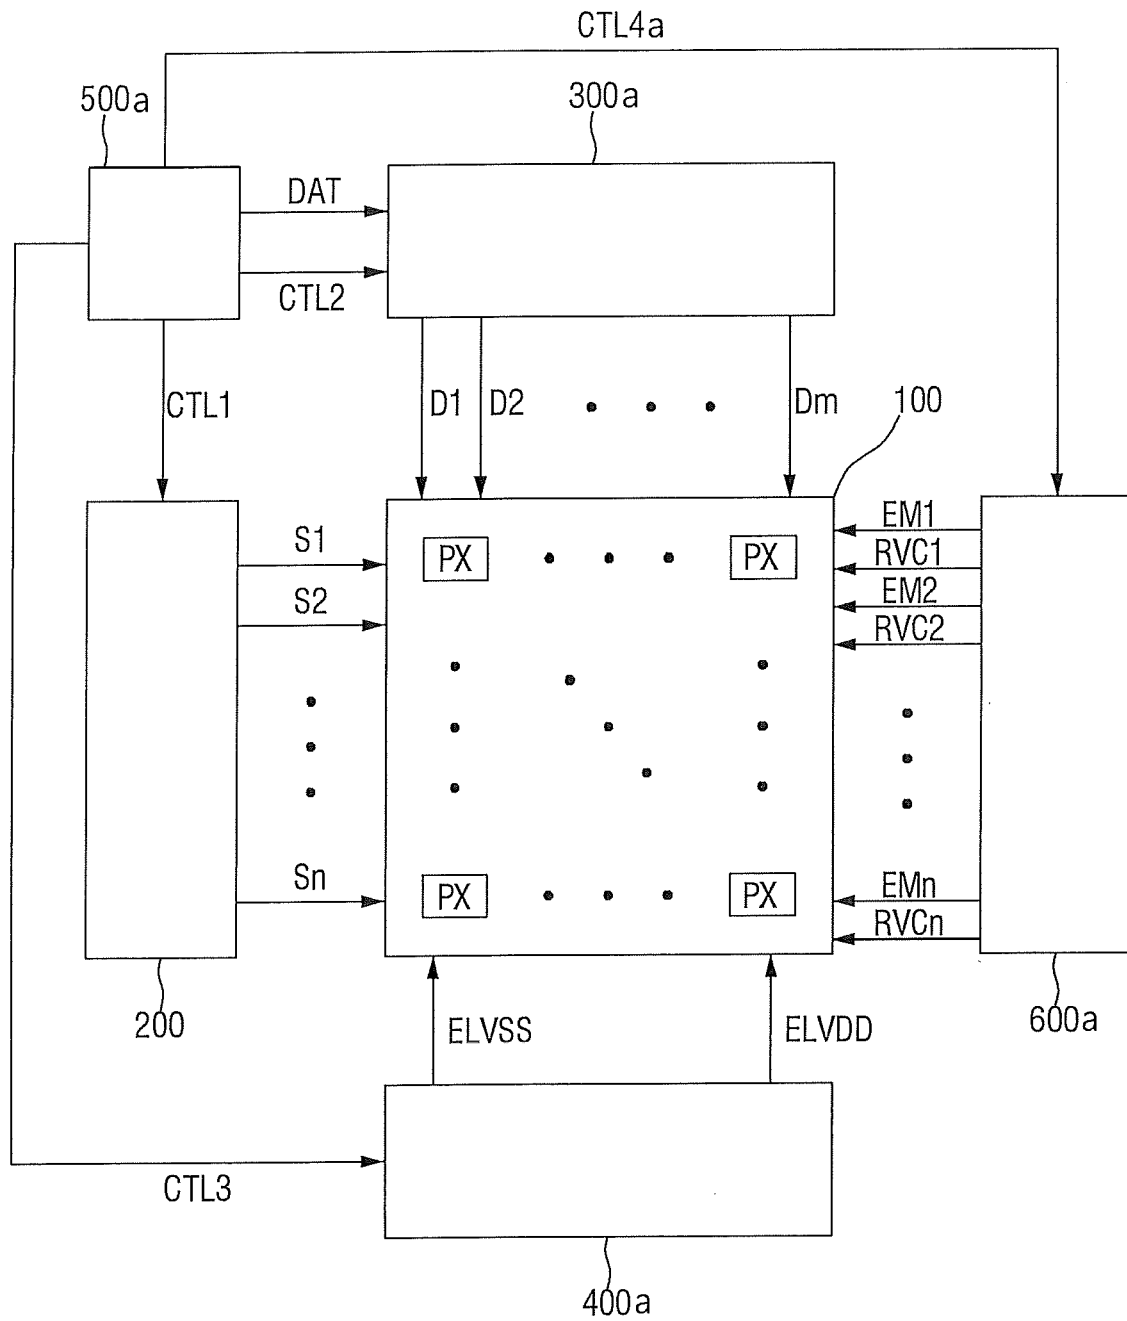 CTL4a
500a
300a
DAT
CTL2
CTL1
D1
D2
Dm
100
S1
S2
Sn
PX
PX
PX
PX
EM1
RVC1
EM2
RVC2
EMn
RVCn
200
ELVSS
ELVDD
600a
CTL3
400a